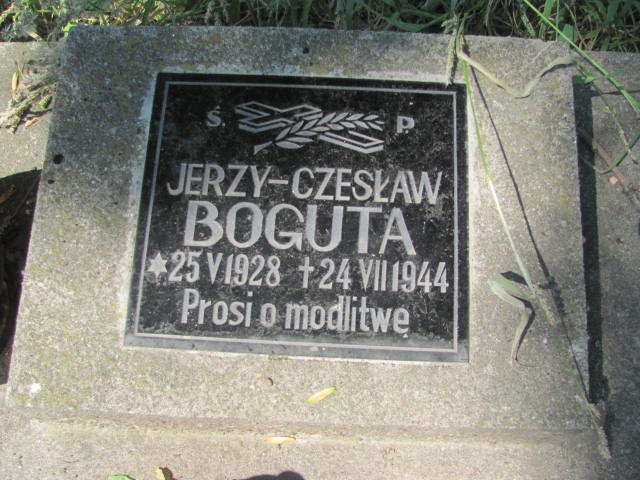 Ś. P.
JERZY-CZESŁAW
BOGUTA
*25 V 1928 †24 VII 1944
Prosi o modlitwę